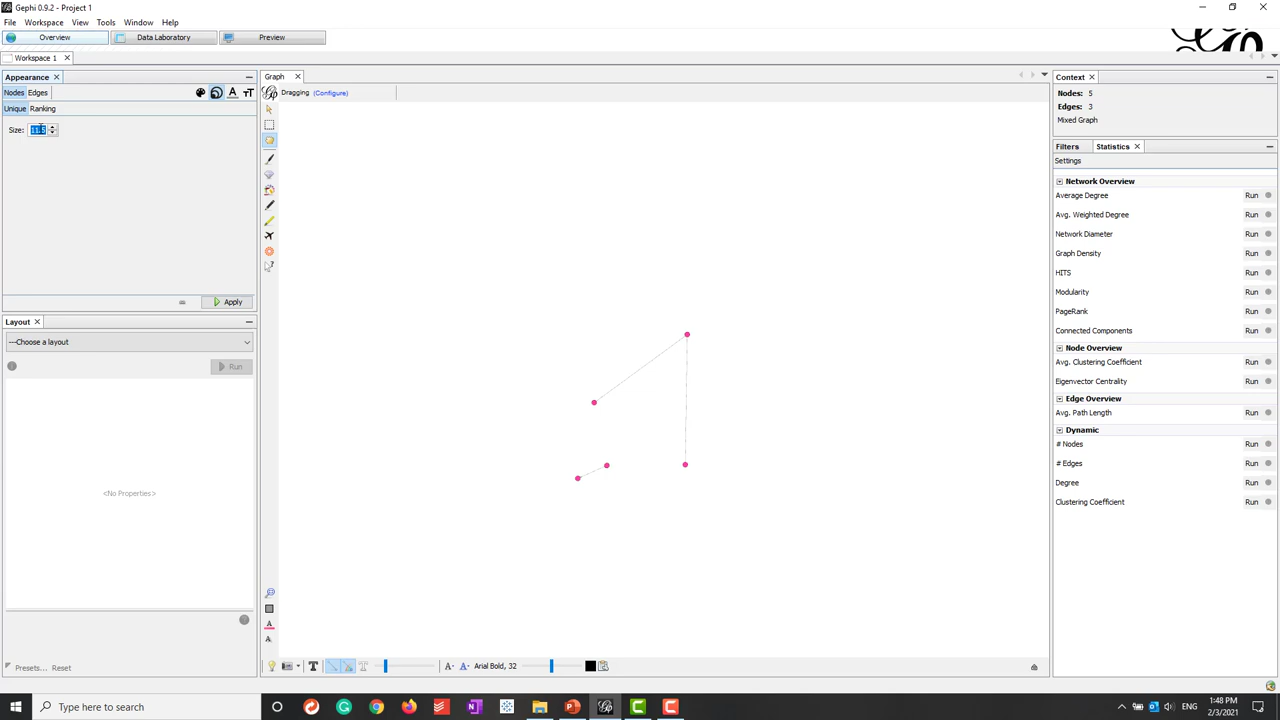 Gephi 0.9.2 - Project 1
File Workspace View Tools Window Help
Overview Data Laboratory Preview
Workspace 1
Appearance
Nodes Edges
Unique Ranking
Size:
Apply
Layout
---Choose a layout
Run
<No Properties>
Presets... Reset
Graph
Dragging (Configure)
Arial Bold, 32
Context
Nodes: 5
Edges: 3
Mixed Graph
Filters Statistics
Settings
Network Overview
Average Degree Run
Avg. Weighted Degree Run
Network Diameter Run
Graph Density Run
HITS Run
Modularity Run
PageRank Run
Connected Components Run
Node Overview
Avg. Clustering Coefficient Run
Eigenvector Centrality Run
Edge Overview
Avg. Path Length Run
Dynamic
# Nodes Run
# Edges Run
Degree Run
Clustering Coefficient Run
Type here to search
ENG
1:48 PM
2/3/2021